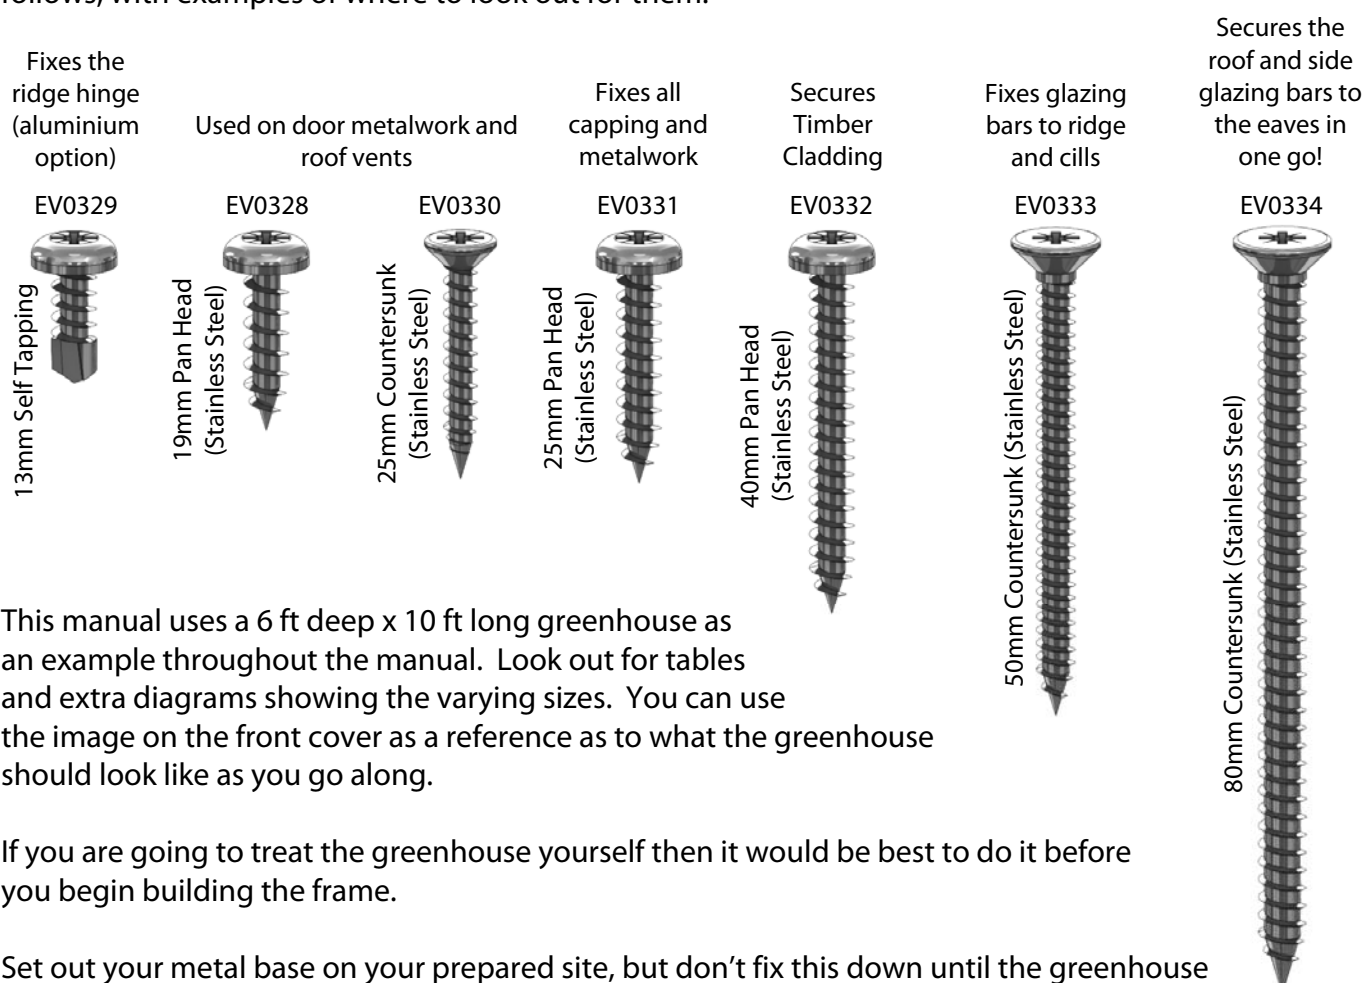 follows, with examples of where to look out for them.
Fixes the
ridge hinge
(aluminium
option)
Used on door metalwork and
roof vents
Fixes all
capping and
metalwork
Secures
Timber
Cladding
Fixes glazing
bars to ridge
and cills
Secures the
roof and side
glazing bars to
the eaves in
one go!
EV0329
EV0328
EV0330
EV0331
EV0332
EV0333
EV0334
13mm Self Tapping
19mm Pan Head
(Stainless Steel)
25mm Countersunk
(Stainless Steel)
25mm Pan Head
(Stainless Steel)
40mm Pan Head
(Stainless Steel)
50mm Countersunk (Stainless Steel)
80mm Countersunk (Stainless Steel)
This manual uses a 6 ft deep x 10 ft long greenhouse as
an example throughout the manual.  Look out for tables
and extra diagrams showing the varying sizes.  You can use
the image on the front cover as a reference as to what the greenhouse
should look like as you go along.
If you are going to treat the greenhouse yourself then it would be best to do it before
you begin building the frame.
Set out your metal base on your prepared site, but don't fix this down until the greenhouse